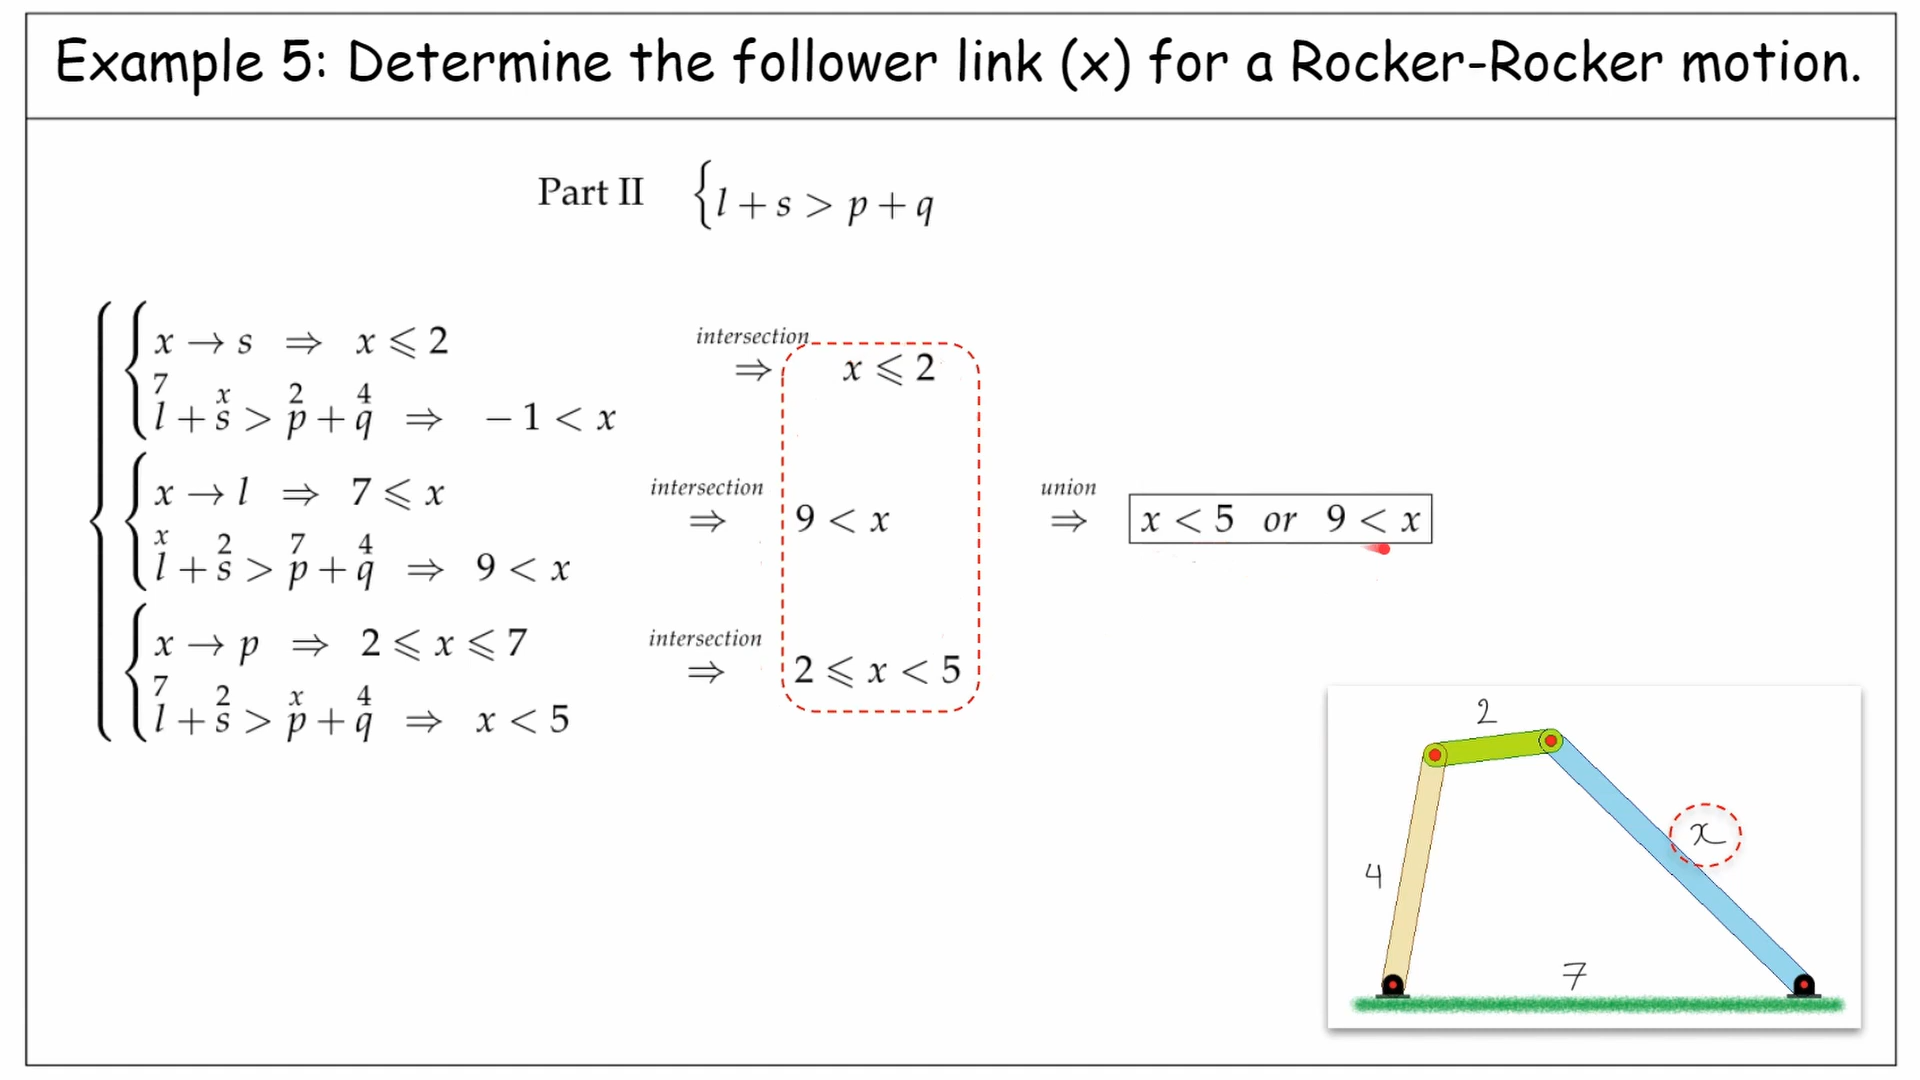 Example 5: Determine the follower link (x) for a Rocker-Rocker motion.
Part II { l + s > p + q
x → s ⇒ x ⩽ 2
7 x 2 4
l + s > p + q ⇒ − 1 < x
intersection
⇒ x ⩽ 2
x → l ⇒ 7 ⩽ x
x 2 7 4
l + s > p + q ⇒ 9 < x
intersection
⇒ 9 < x
x → p ⇒ 2 ⩽ x ⩽ 7
7 2 x 4
l + s > p + q ⇒ x < 5
intersection
⇒ 2 ⩽ x < 5
union
⇒ x < 5 or 9 < x
2
x
4
7